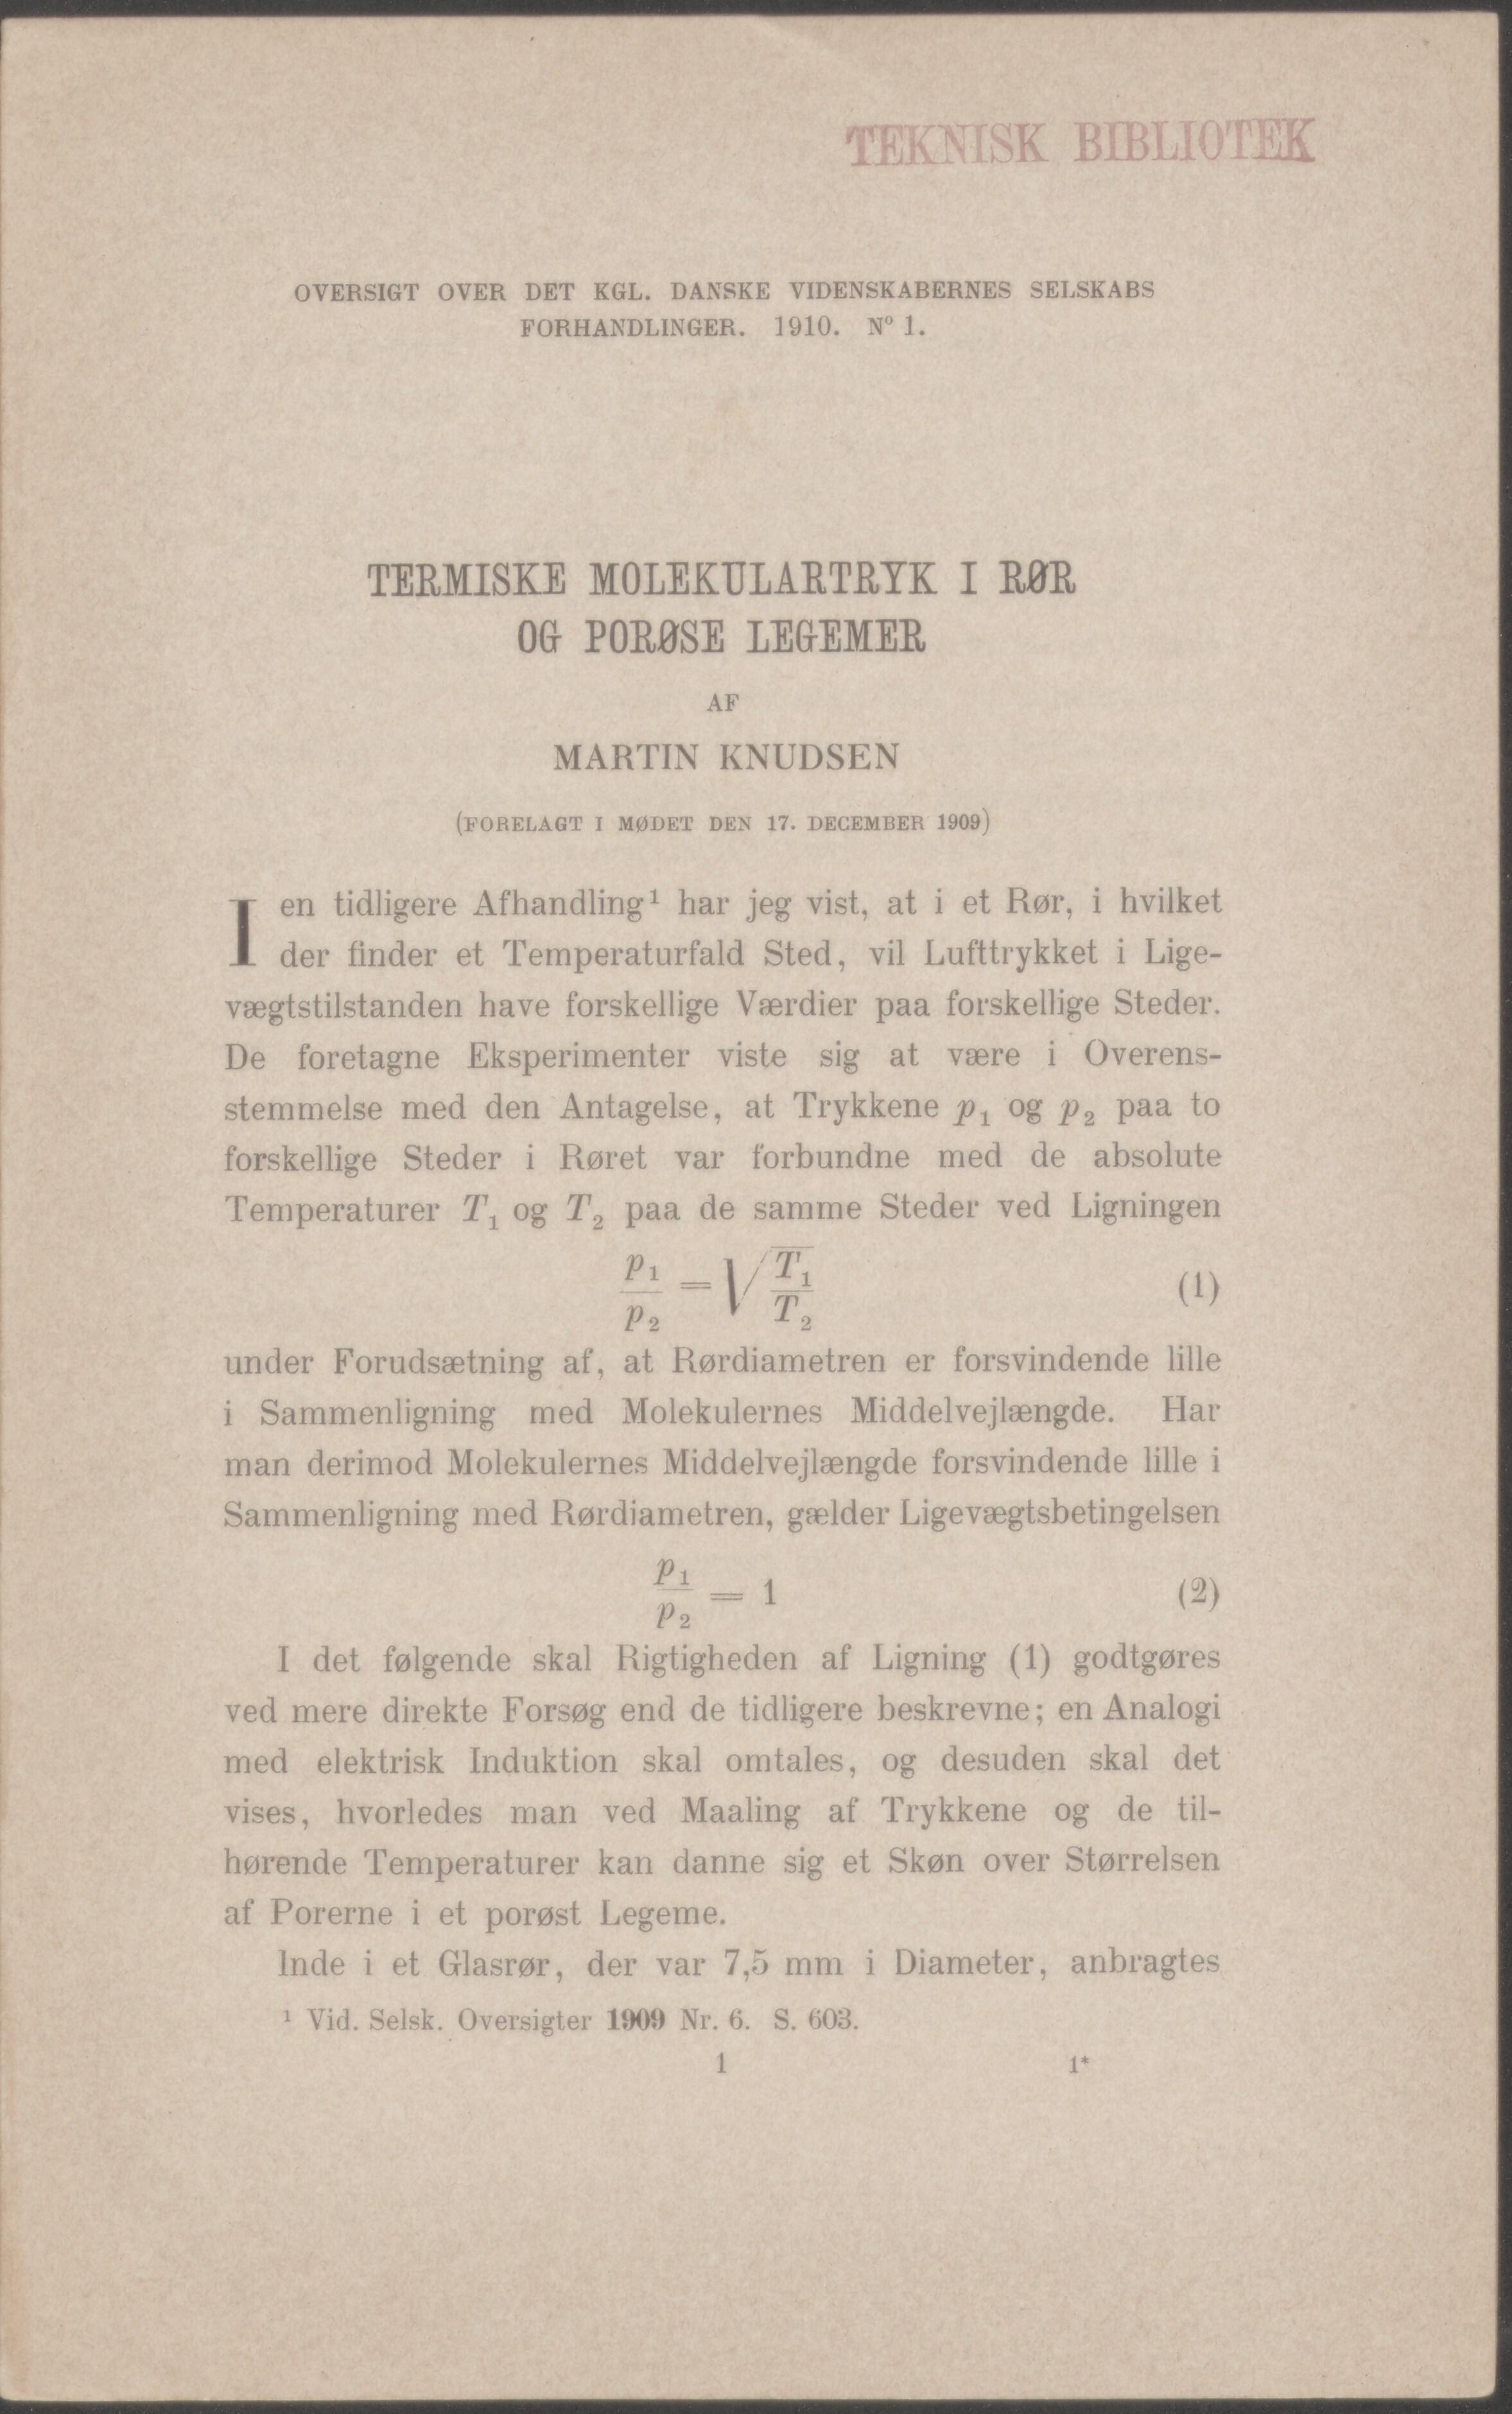 TEKNISK BIBLIOTEK
OVERSIGT OVER DET KGL. DANSKE VIDENSKABERNES SELSKABS
FORHANDLINGER. 1910. Nº 1.
TERMISKE MOLEKULARTRYK I RØR
OG PORØSE LEGEMER
AF
MARTIN KNUDSEN
(FORELAGT I MØDET DEN 17. DECEMBER 1909)
I en tidligere Afhandling¹ har jeg vist, at i et Rør, i hvilket
der finder et Temperaturfald Sted, vil Lufttrykket i Lige-
vægtstilstanden have forskellige Værdier paa forskellige Steder.
De foretagne Eksperimenter viste sig at være i Overens-
stemmelse med den Antagelse, at Trykkene p₁ og p₂ paa to
forskellige Steder i Røret var forbundne med de absolute
Temperaturer T₁ og T₂ paa de samme Steder ved Ligningen
p₁/p₂ = √(T₁/T₂) (1)
under Forudsætning af, at Rørdiametren er forsvindende lille
i Sammenligning med Molekulernes Middelvejlængde. Har
man derimod Molekulernes Middelvejlængde forsvindende lille i
Sammenligning med Rørdiametren, gælder Ligevægtsbetingelsen
p₁/p₂ = 1 (2)
I det følgende skal Rigtigheden af Ligning (1) godtgøres
ved mere direkte Forsøg end de tidligere beskrevne; en Analogi
med elektrisk Induktion skal omtales, og desuden skal det
vises, hvorledes man ved Maaling af Trykkene og de til-
hørende Temperaturer kan danne sig et Skøn over Størrelsen
af Porerne i et porøst Legeme.
Inde i et Glasrør, der var 7,5 mm i Diameter, anbragtes
¹ Vid. Selsk. Oversigter 1909 Nr. 6. S. 603.
1 1*